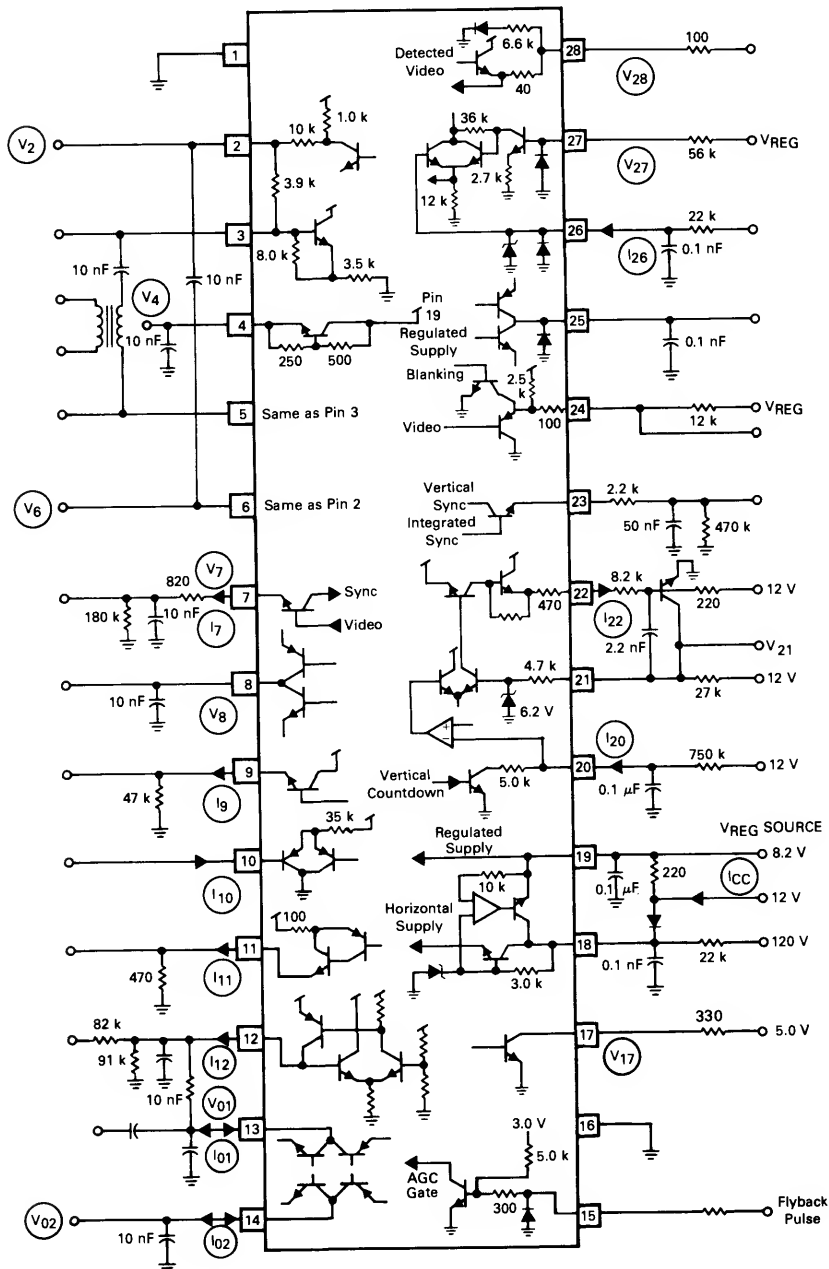 1
28
100
Detected
Video
6.6 k
40
V28
V2
2
10 k
1.0 k
3.9 k
36 k
2.7 k
12 k
27
VREG
V27
56 k
3
8.0 k
3.5 k
10 nF
10 nF
26
22 k
I26
0.1 nF
V4
4
10 nF
250
500
Pin
19
Regulated
Supply
25
0.1 nF
5
Same as Pin 3
Blanking
2.5
k
Video
100
24
VREG
12 k
V6
6
Same as Pin 2
Vertical
Sync
Integrated
Sync
23
2.2 k
50 nF
470 k
V7
820
7
180 k
10 nF
I7
Sync
Video
470
22
8.2 k
220
12 V
I22
2.2 nF
V21
8
10 nF
V8
4.7 k
6.2 V
21
27 k
12 V
9
47 k
I9
+
−
Vertical
Countdown
5.0 k
20
I20
750 k
12 V
0.1 μF
10
35 k
I10
Regulated Supply
19
VREG SOURCE
8.2 V
0.1 μF
220
ICC
12 V
11
100
I11
470
10 k
Horizontal
Supply
3.0 k
18
120 V
0.1 nF
22 k
82 k
12
91 k
I12
10 nF
17
330
5.0 V
V17
V01
13
I01
16
3.0 V
5.0 k
AGC
Gate
300
15
Flyback
Pulse
V02
14
10 nF
I02